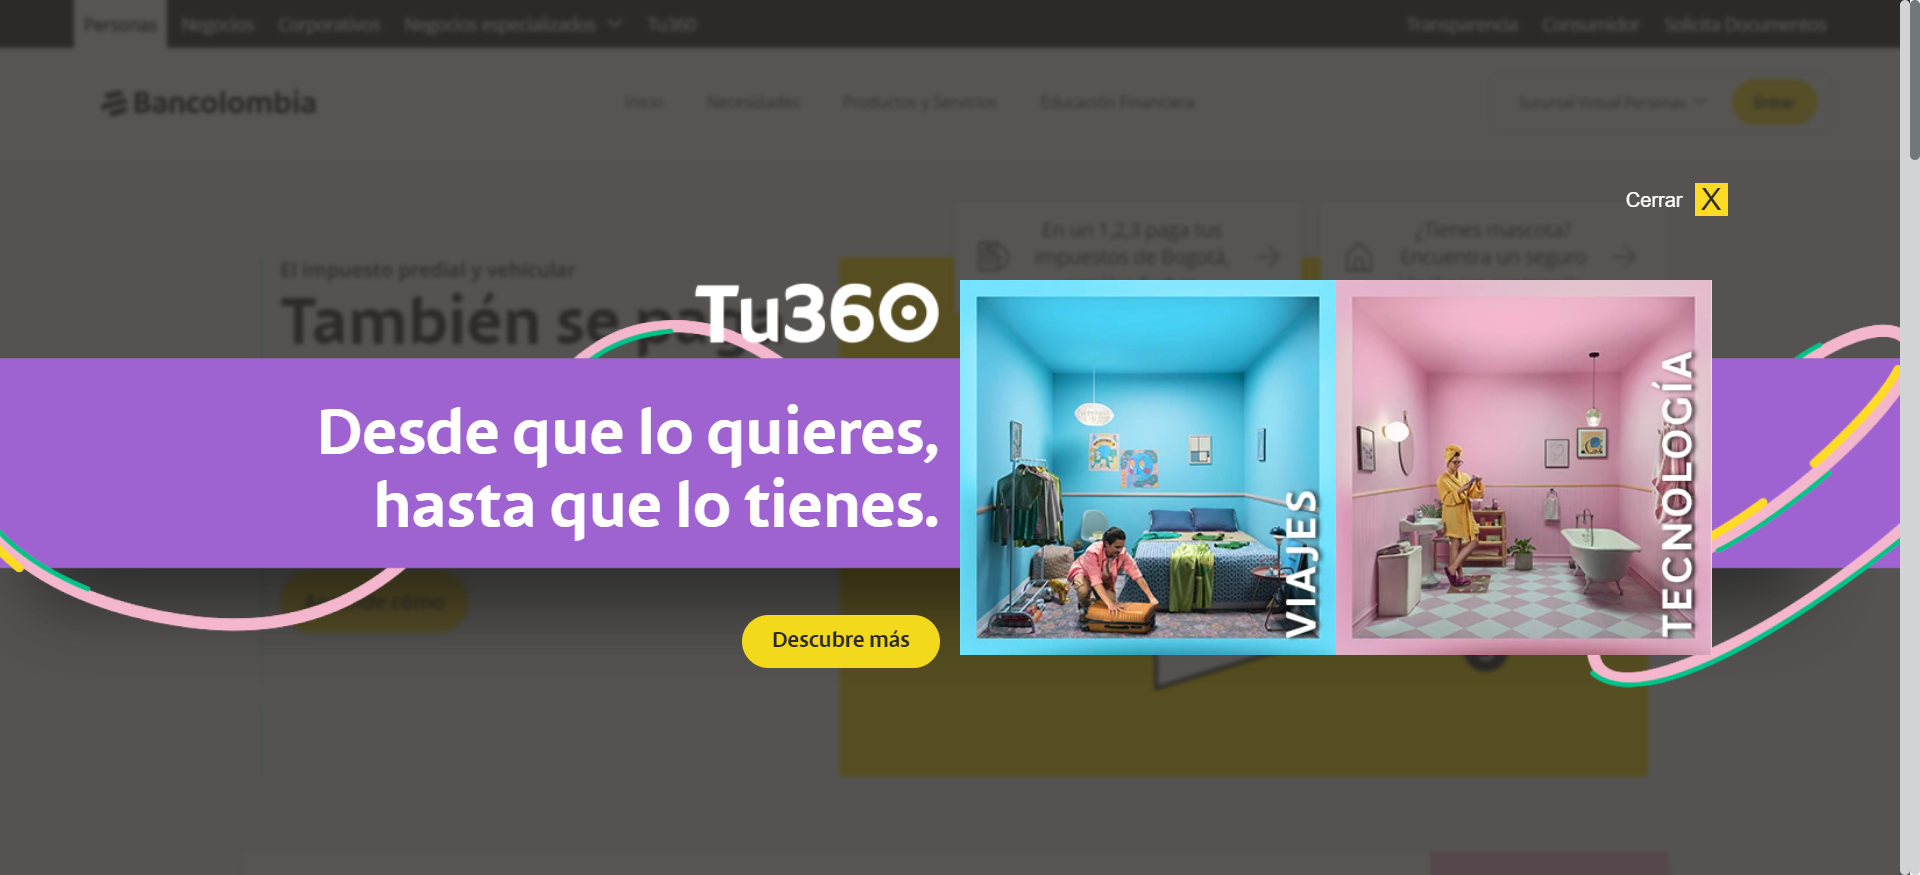 Personas Negocios Corporativos Negocios especializados Tu360 Transparencia Consumidor Solicita Documentos
Bancolombia Inicio Necesidades Productos y Servicios Educación Financiera Sucursal Virtual Personas Entrar
Cerrar X
En un 1,2,3 paga tus
impuestos de Bogotá,
¿Tienes mascota?
Encuentra un seguro
El impuesto predial y vehicular
También se paga
Tu360
Desde que lo quieres,
hasta que lo tienes.
Descubre más
VIAJES
TECNOLOGÍA
cómo